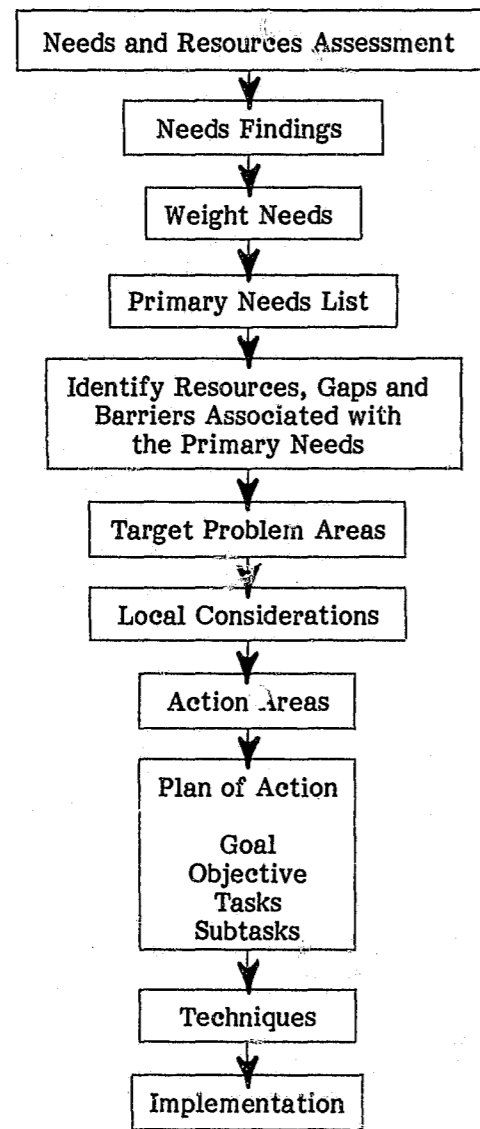 Needs and Resources Assessment
Needs Findings
Weight Needs
Primary Needs List
Identify Resources, Gaps and
Barriers Associated with
the Primary Needs
Target Problem Areas
Local Considerations
Action Areas
Plan of Action
Goal
Objective
Tasks
Subtasks
Techniques
Implementation